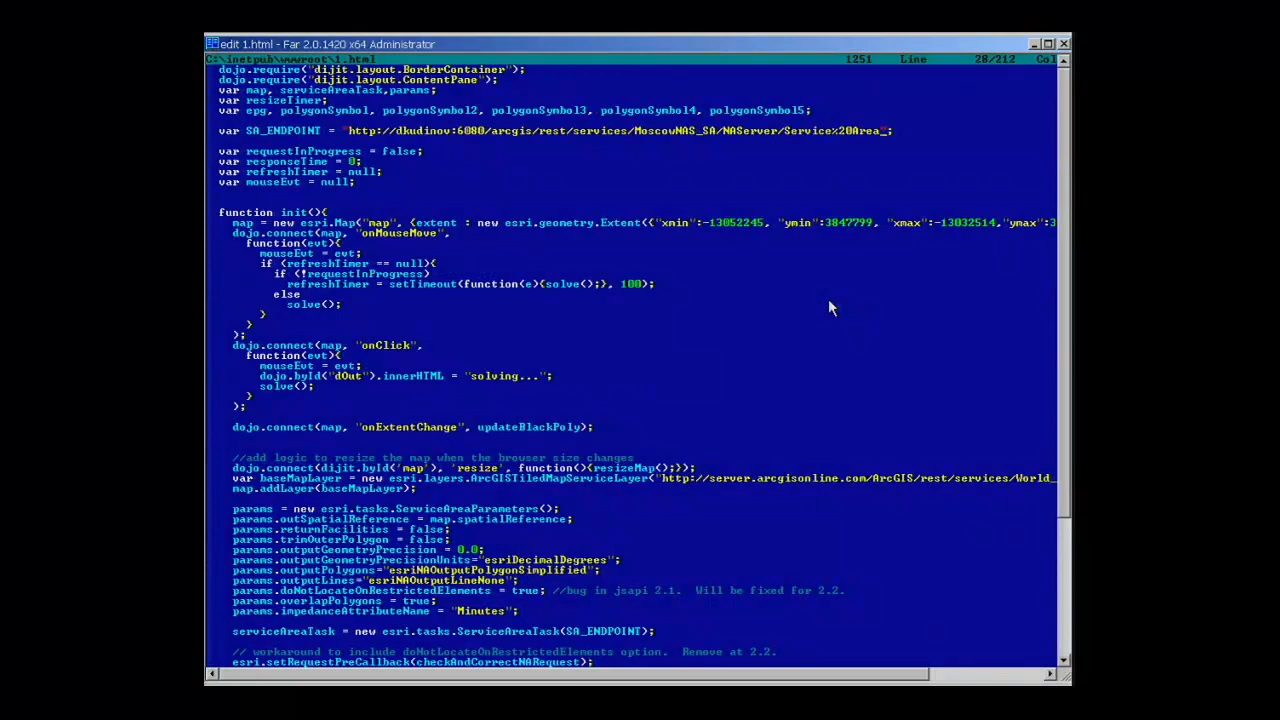 edit 1.html - Far 2.0.1420 x64 Administrator
C:\inetpub\wwwroot\1.html 1251 Line 28/212 Col
dojo.require("dijit.layout.BorderContainer");
dojo.require("dijit.layout.ContentPane");
var map, serviceAreaTask,params;
var resizeTimer;
var epg, polygonSymbol, polygonSymbol2, polygonSymbol3, polygonSymbol4, polygonSymbol5;
var SA_ENDPOINT = "http://dkudinov:6080/arcgis/rest/services/MoscowNAS_SA/NAServer/Service%20Area";
var requestInProgress = false;
var responseTime = 0;
var refreshTimer = null;
var mouseEvt = null;
function init(){
map = new esri.Map("map", {extent : new esri.geometry.Extent({"xmin":-13052245, "ymin":3847799, "xmax":-13032514,"ymax":3
dojo.connect(map, "onMouseMove",
function(evt){
mouseEvt = evt;
if (refreshTimer == null){
if (!requestInProgress)
refreshTimer = setTimeout(function(e){solve();}, 100);
else
solve();
}
}
);
dojo.connect(map, "onClick",
function(evt){
mouseEvt = evt;
dojo.byId("dOut").innerHTML = "solving...";
solve();
}
);
dojo.connect(map, "onExtentChange", updateBlackPoly);
//add logic to resize the map when the browser size changes
dojo.connect(dijit.byId('map'), 'resize', function(){resizeMap();});
var baseMapLayer = new esri.layers.ArcGISTiledMapServiceLayer("http://server.arcgisonline.com/ArcGIS/rest/services/World_
map.addLayer(baseMapLayer);
params = new esri.tasks.ServiceAreaParameters();
params.outSpatialReference = map.spatialReference;
params.returnFacilities = false;
params.trimOuterPolygon = false;
params.outputGeometryPrecision = 0.0;
params.outputGeometryPrecisionUnits="esriDecimalDegrees";
params.outputPolygons="esriNAOutputPolygonSimplified";
params.outputLines="esriNAOutputLineNone";
params.doNotLocateOnRestrictedElements = true; //bug in jsapi 2.1. Will be fixed for 2.2.
params.overlapPolygons = true;
params.impedanceAttributeName = "Minutes";
serviceAreaTask = new esri.tasks.ServiceAreaTask(SA_ENDPOINT);
// workaround to include doNotLocateOnRestrictedElements option. Remove at 2.2.
esri.setRequestPreCallback(checkAndCorrectNARequest);